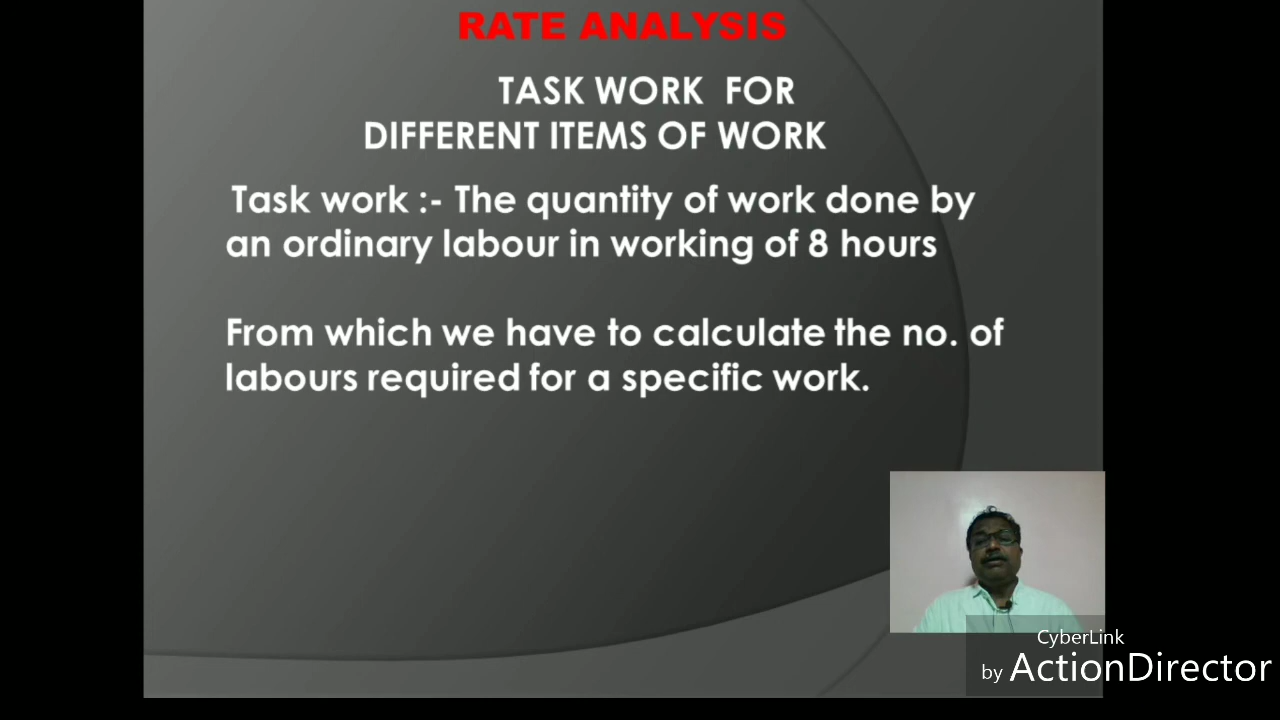 RATE ANALYSIS
TASK WORK FOR
DIFFERENT ITEMS OF WORK
Task work :- The quantity of work done by
an ordinary labour in working of 8 hours
From which we have to calculate the no. of
labours required for a specific work.
CyberLink
by ActionDirector